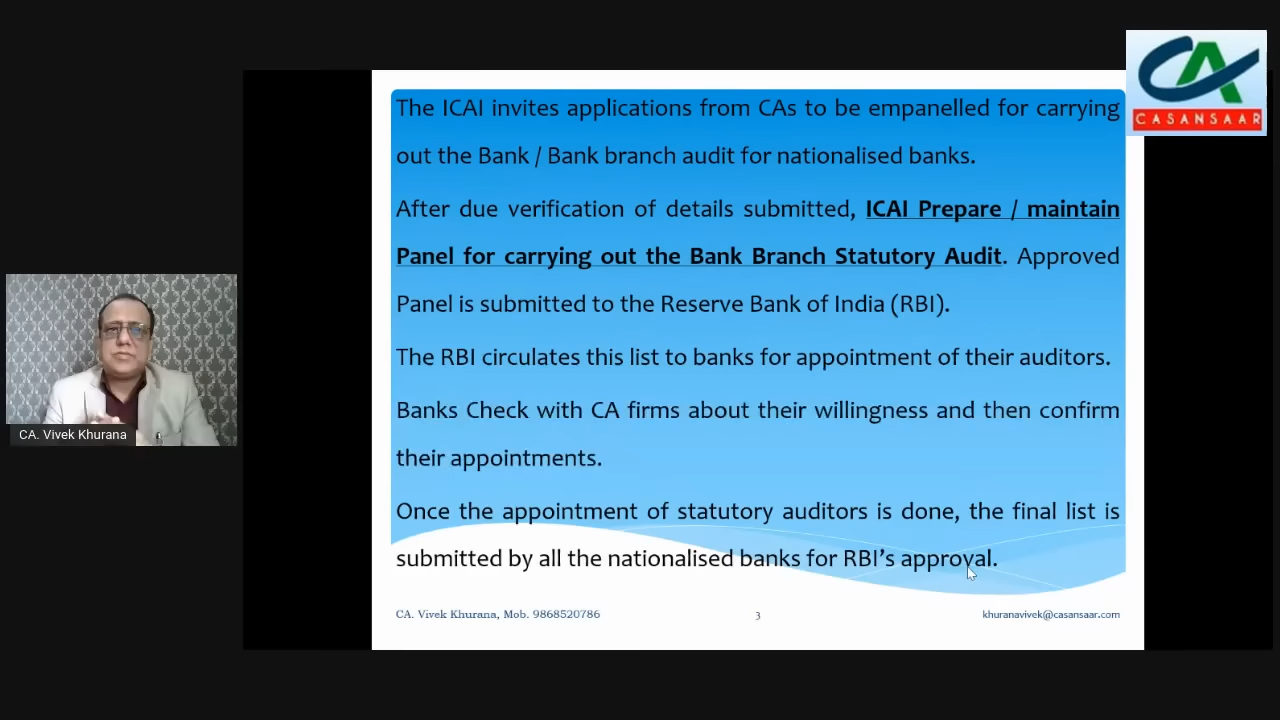 CASANSAAR
The ICAI invites applications from CAs to be empanelled for carrying
out the Bank / Bank branch audit for nationalised banks.
After due verification of details submitted, ICAI Prepare / maintain
Panel for carrying out the Bank Branch Statutory Audit. Approved
Panel is submitted to the Reserve Bank of India (RBI).
The RBI circulates this list to banks for appointment of their auditors.
Banks Check with CA firms about their willingness and then confirm
their appointments.
Once the appointment of statutory auditors is done, the final list is
submitted by all the nationalised banks for RBI's approval.
CA. Vivek Khurana, Mob. 9868520786
3
khuranavivek@casansaar.com
CA. Vivek Khurana